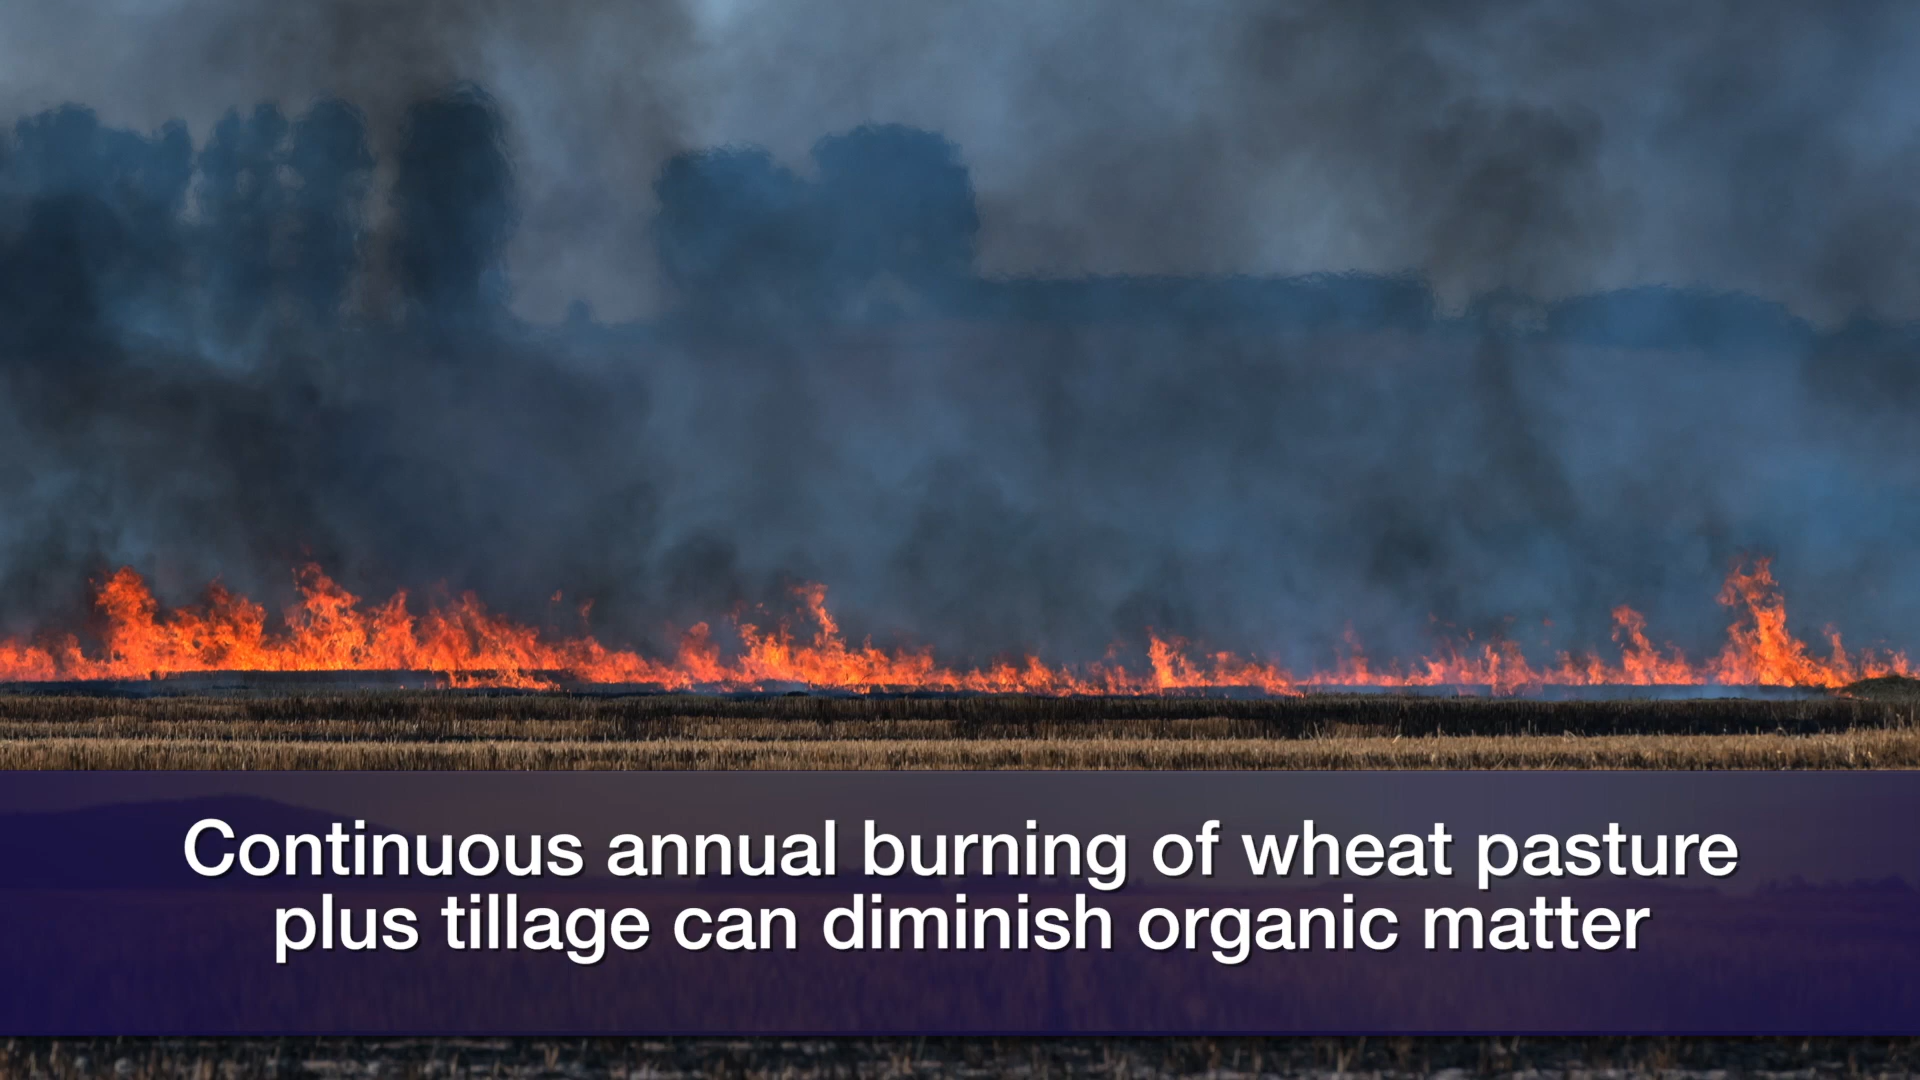 Continuous annual burning of wheat pasture
plus tillage can diminish organic matter